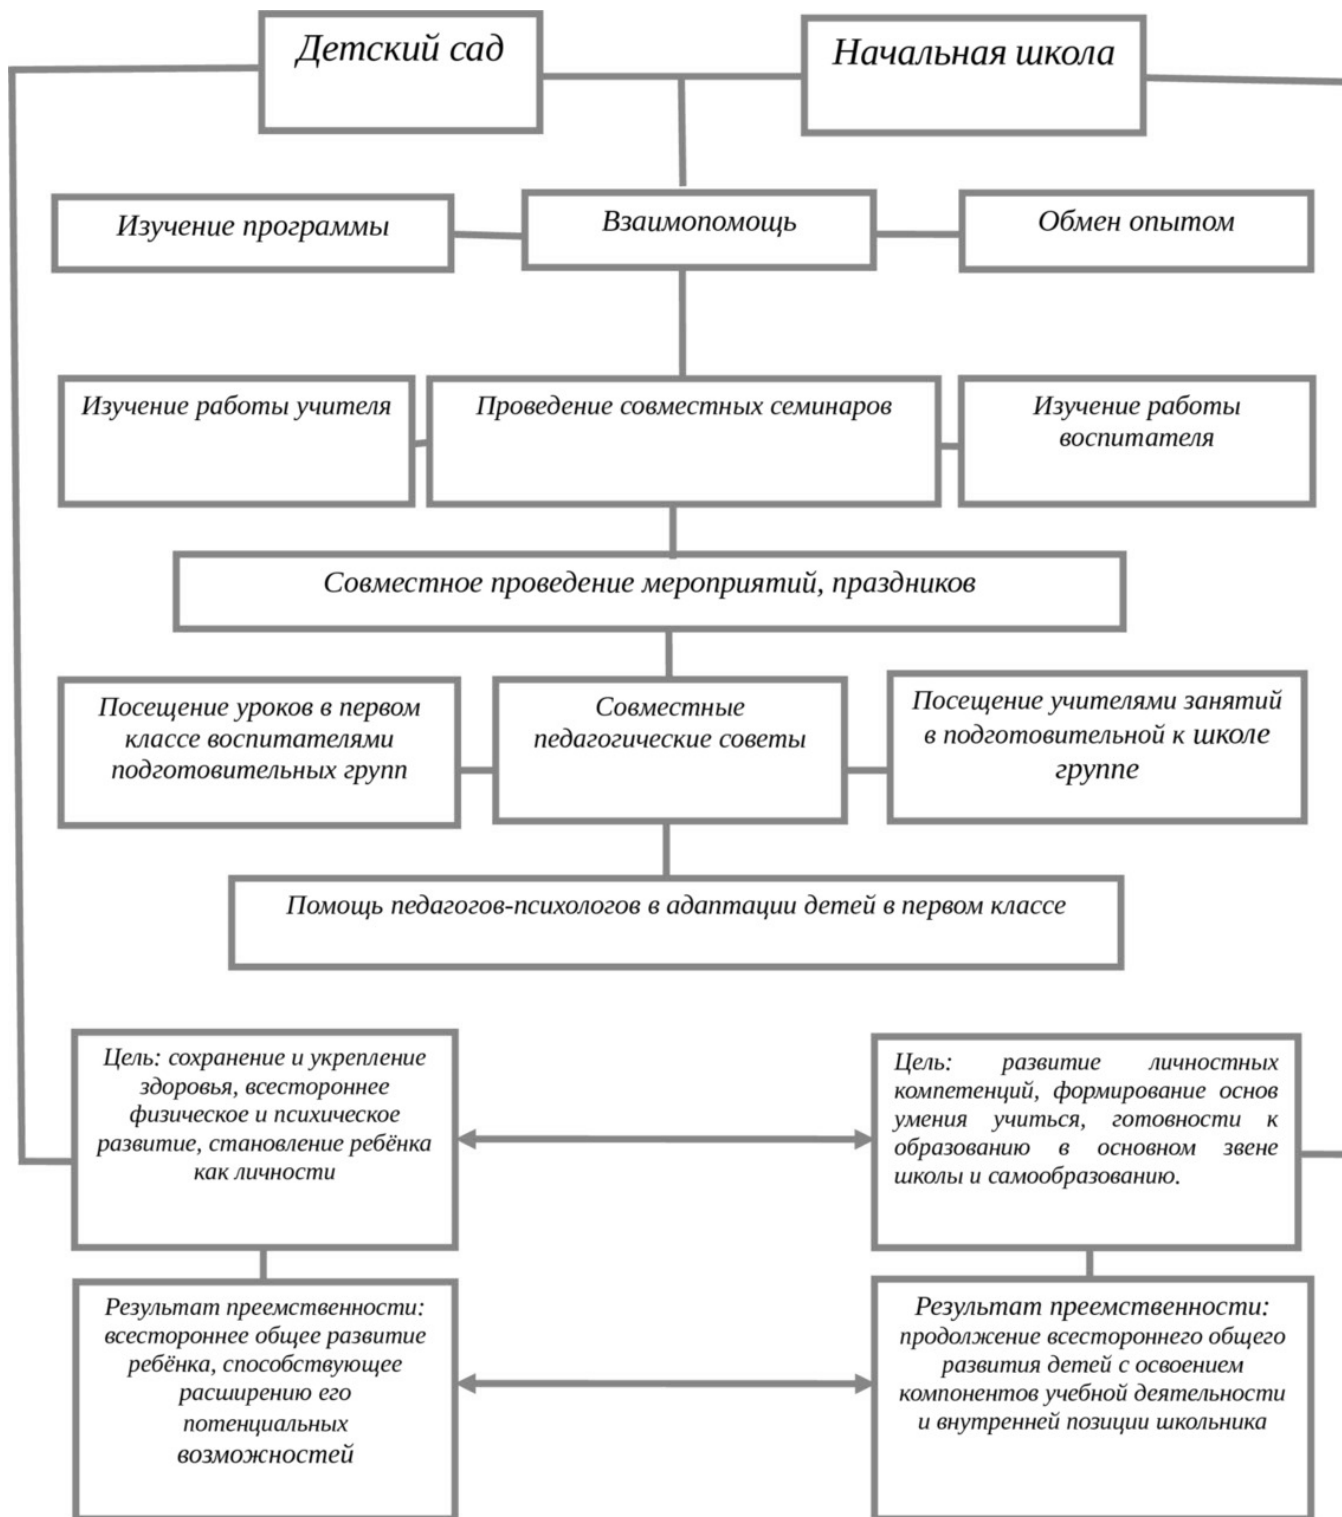 Детский сад
Начальная школа
Изучение программы
Взаимопомощь
Обмен опытом
Изучение работы учителя
Проведение совместных семинаров
Изучение работы
воспитателя
Совместное проведение мероприятий, праздников
Посещение уроков в первом
классе воспитателями
подготовительных групп
Совместные
педагогические советы
Посещение учителями занятий
в подготовительной к школе
группе
Помощь педагогов-психологов в адаптации детей в первом классе
Цель: сохранение и укрепление
здоровья, всестороннее
физическое и психическое
развитие, становление ребёнка
как личности
Цель: развитие личностных
компетенций, формирование основ
умения учиться, готовности к
образованию в основном звене
школы и самообразованию.
Результат преемственности:
всестороннее общее развитие
ребёнка, способствующее
расширению его
потенциальных
возможностей
Результат преемственности:
продолжение всестороннего общего
развития детей с освоением
компонентов учебной деятельности
и внутренней позиции школьника